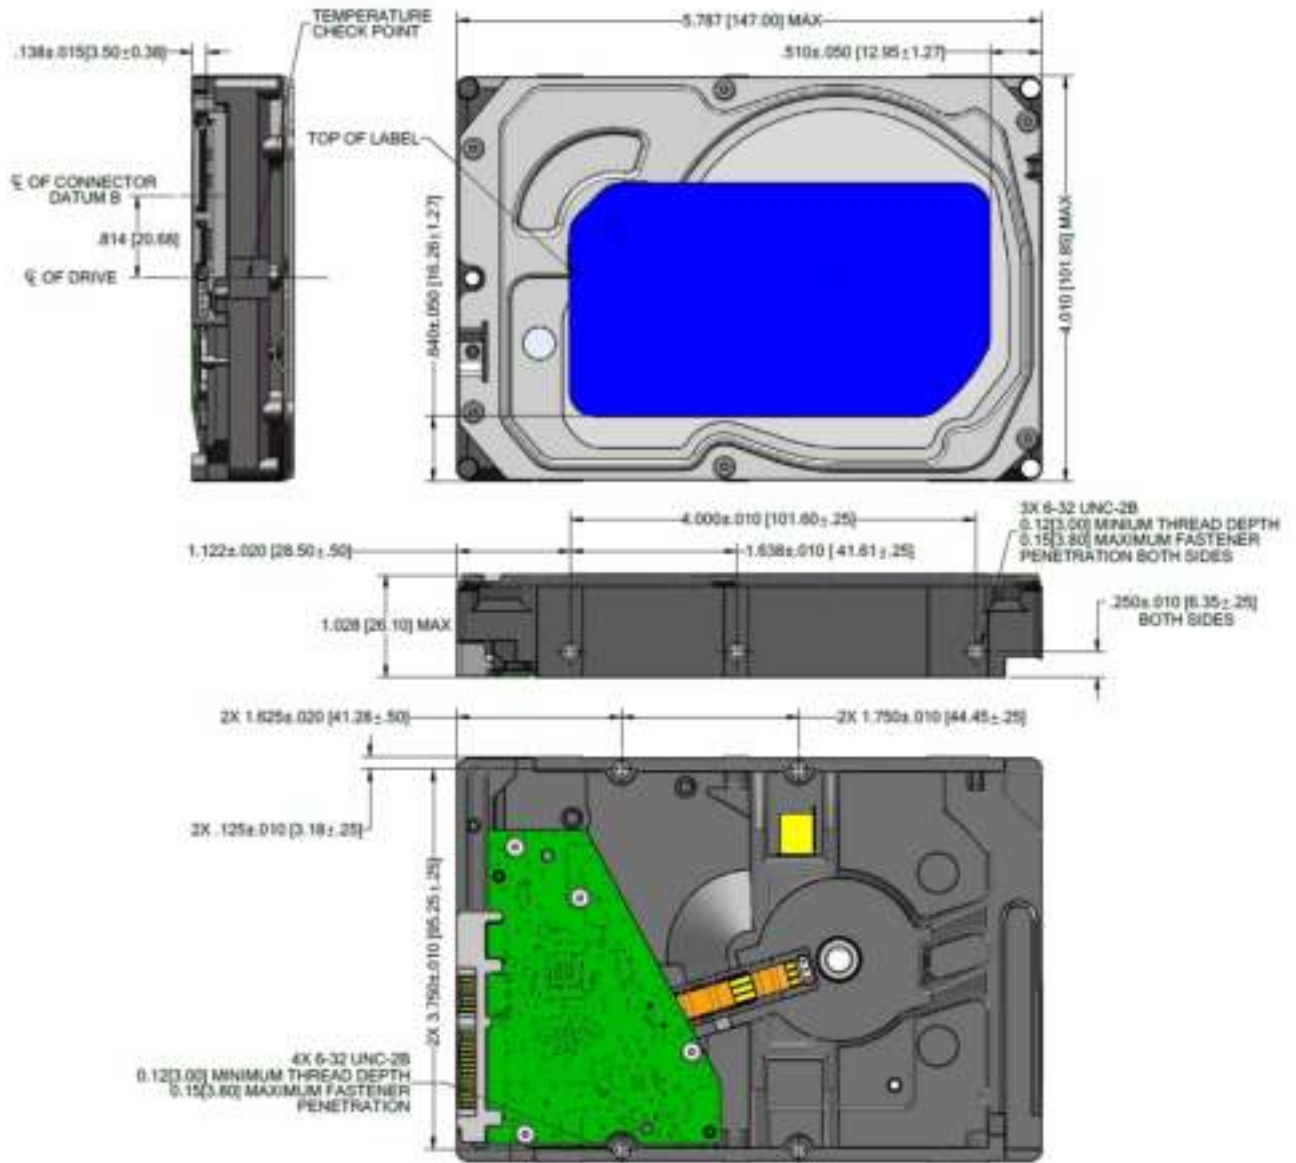 TEMPERATURE
CHECK POINT
5.787 [147.00] MAX
.138±.015[3.50±0.38]
.510±.050 [12.95±1.27]
TOP OF LABEL
℄ OF CONNECTOR
DATUM B
.814 [20.68]
℄ OF DRIVE
.640±.050 [16.26±1.27]
4.010 [101.85] MAX
4.000±.010 [101.60±.25]
3X 6-32 UNC-2B
0.12[3.00] MINIUM THREAD DEPTH
0.15[3.80] MAXIMUM FASTENER
PENETRATION BOTH SIDES
1.122±.020 [28.50±.50]
1.638±.010 [ 41.61±.25]
.250±.010 [6.35±.25]
BOTH SIDES
1.028 [26.10] MAX
2X 1.625±.020 [41.28±.50]
2X 1.750±.010 [44.45±.25]
2X .125±.010 [3.18±.25]
2X 3.750±.010 [95.25±.25]
4X 6-32 UNC-2B
0.12[3.00] MINIMUM THREAD DEPTH
0.15[3.80] MAXIMUM FASTENER
PENETRATION